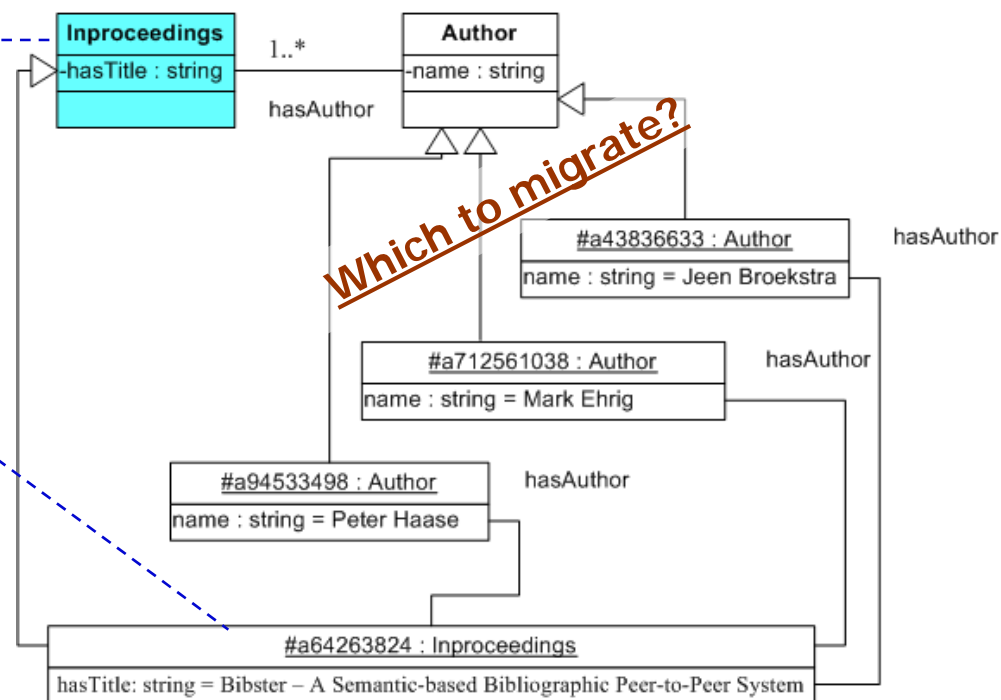 Inproceedings
-hasTitle : string
1..*
hasAuthor
Author
-name : string
Which to migrate?
#a43836633 : Author
name : string = Jeen Broekstra
hasAuthor
#a712561038 : Author
name : string = Mark Ehrig
hasAuthor
#a94533498 : Author
name : string = Peter Haase
hasAuthor
#a64263824 : Inproceedings
hasTitle: string = Bibster – A Semantic-based Bibliographic Peer-to-Peer System